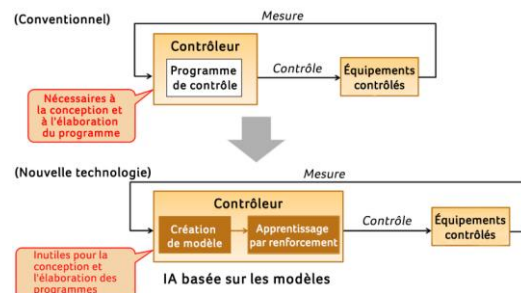 (Conventionnel)
Mesure
Contrôleur
Programme
de contrôle
Contrôle
Équipements
contrôlés
Nécessaires à
la conception et
à l'élaboration
du programme
(Nouvelle technologie)
Mesure
Contrôleur
Création
de modèle
Apprentissage
par renforcement
Contrôle
Équipements
contrôlés
Inutiles pour la
conception et
l'élaboration des
programmes
IA basée sur les modèles